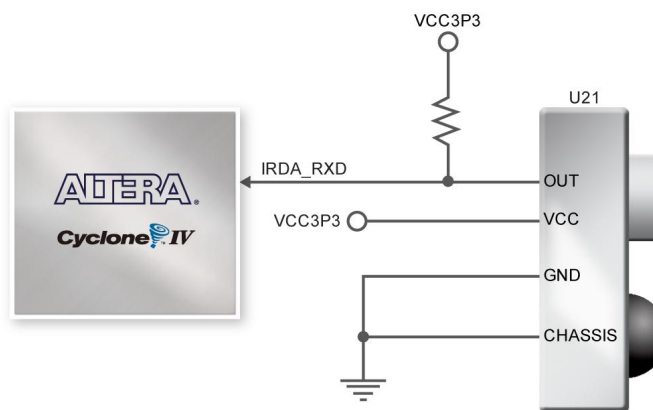 VCC3P3
U21
ALTERA.
Cyclone IV
IRDA_RXD
OUT
VCC3P3
VCC
GND
CHASSIS